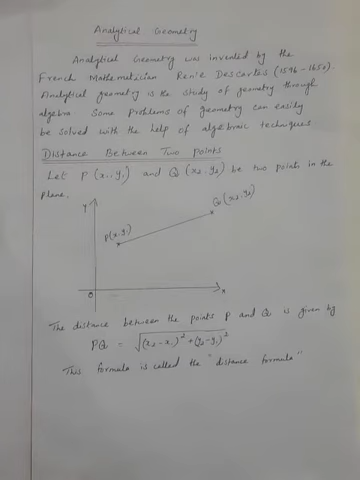 Analytical Geometry
Analytical Geometry was invented by the
French Mathematician Rene Descartes (1596-1650).
Analytical geometry is the study of geometry through
algebra. Some problems of geometry can easily
be solved with the help of algebraic techniques
Distance Between Two points
Let P(x₁,y₁) and Q(x₂,y₂) be two points in the
plane.
Y
Q(x₂,y₂)
P(x₁,y₁)
O
x
The distance between the points P and Q is given by
PQ = √(x₂-x₁)²+(y₂-y₁)²
This formula is called the "distance formula"